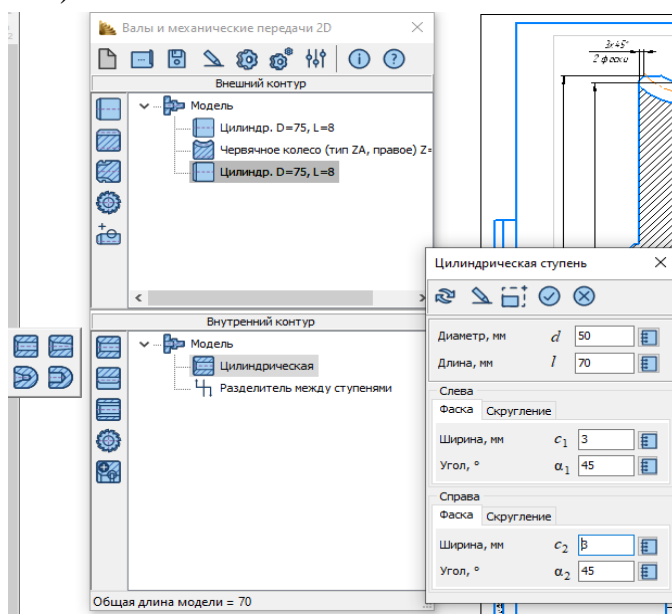 Валы и механические передачи 2D
Внешний контур
Модель
Цилиндр. D=75, L=8
Червячное колесо (тип ZA, правое) Z=
Цилиндр. D=75, L=8
Внутренний контур
Модель
Цилиндрическая
Разделитель между ступенями
Общая длина модели = 70
3x45°
2 фаски
Цилиндрическая ступень
Диаметр, мм d 50
Длина, мм l 70
Слева
Фаска Скругление
Ширина, мм c1 3
Угол, ° α1 45
Справа
Фаска Скругление
Ширина, мм c2 3
Угол, ° α2 45